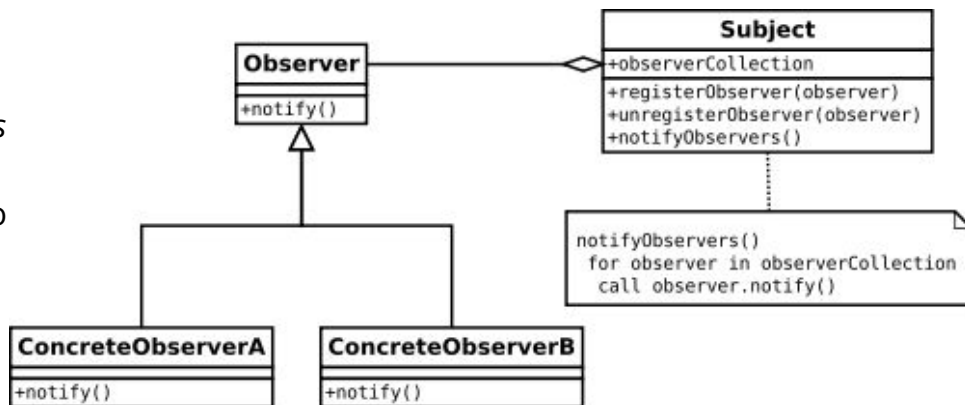 Subject
+observerCollection
+registerObserver(observer)
+unregisterObserver(observer)
+notifyObservers()
Observer
+notify()
notifyObservers()
for observer in observerCollection
call observer.notify()
ConcreteObserverA
+notify()
ConcreteObserverB
+notify()